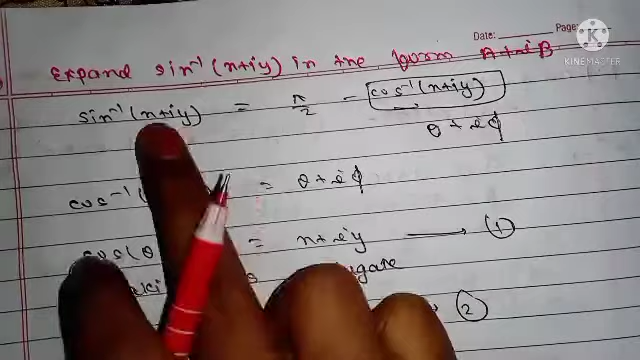 Date: Page:
KINEMASTER
Expand sin⁻¹(x+iy) in the form A+iB
sin⁻¹(x+iy) = π/2 - cos⁻¹(x+iy)
θ+iφ
cos⁻¹( = θ+iφ
cos(θ = x+iy → ①
②